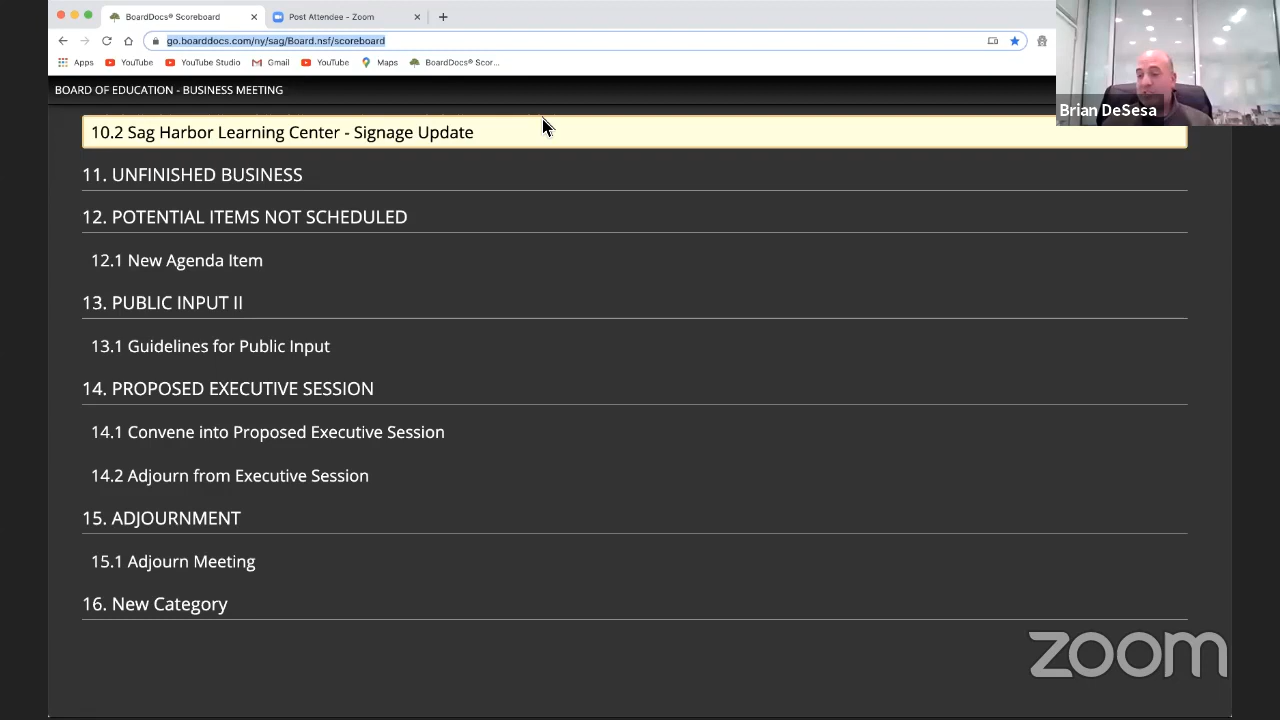 BoardDocs® Scoreboard
Post Attendee - Zoom
go.boarddocs.com/ny/sag/Board.nsf/scoreboard
Apps YouTube YouTube Studio Gmail YouTube Maps BoardDocs® Scor...
BOARD OF EDUCATION - BUSINESS MEETING
Brian DeSesa
10.2 Sag Harbor Learning Center - Signage Update
11. UNFINISHED BUSINESS
12. POTENTIAL ITEMS NOT SCHEDULED
12.1 New Agenda Item
13. PUBLIC INPUT II
13.1 Guidelines for Public Input
14. PROPOSED EXECUTIVE SESSION
14.1 Convene into Proposed Executive Session
14.2 Adjourn from Executive Session
15. ADJOURNMENT
15.1 Adjourn Meeting
16. New Category
zoom